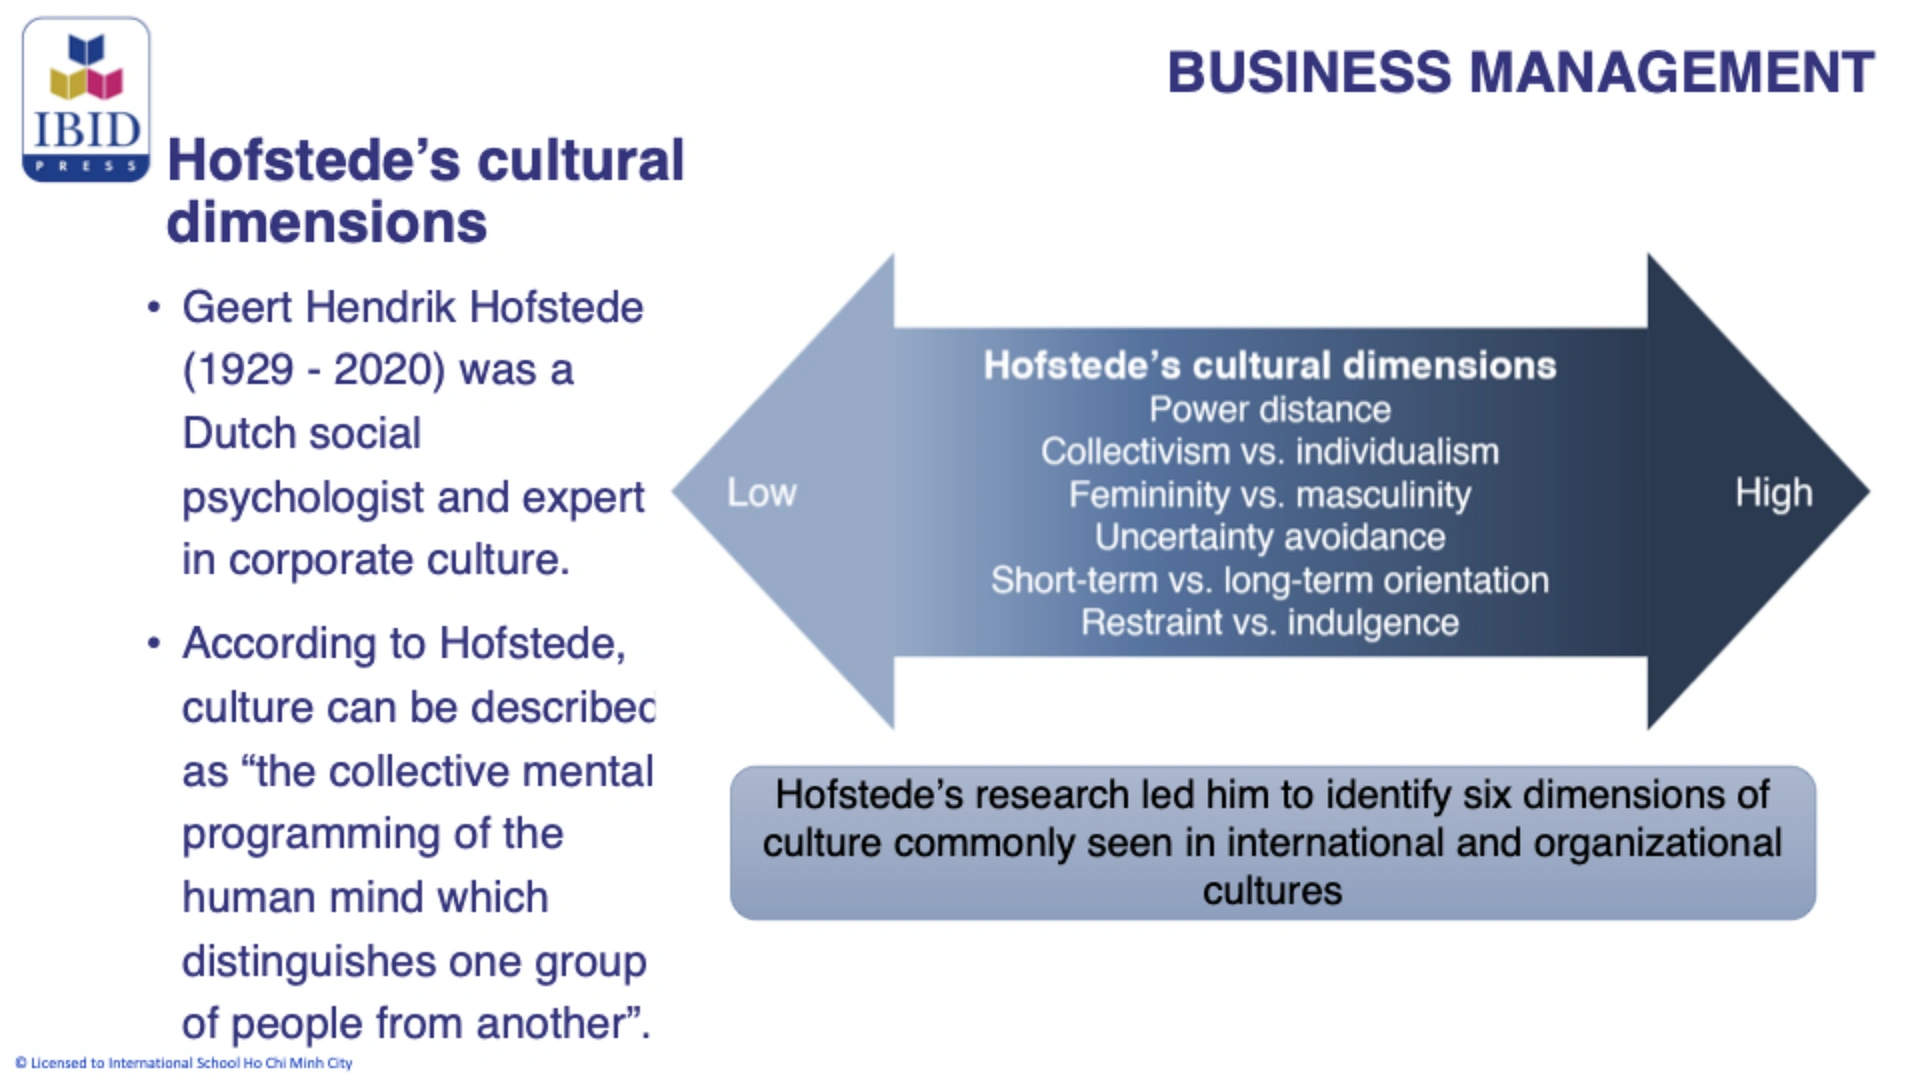 IBID
PRESS
BUSINESS MANAGEMENT
Hofstede's cultural
dimensions
• Geert Hendrik Hofstede
(1929 - 2020) was a
Dutch social
psychologist and expert
in corporate culture.
• According to Hofstede,
culture can be described
as “the collective mental
programming of the
human mind which
distinguishes one group
of people from another”.
Low
Hofstede's cultural dimensions
Power distance
Collectivism vs. individualism
Femininity vs. masculinity
Uncertainty avoidance
Short-term vs. long-term orientation
Restraint vs. indulgence
High
Hofstede's research led him to identify six dimensions of
culture commonly seen in international and organizational
cultures
© Licensed to International School Ho Chi Minh City